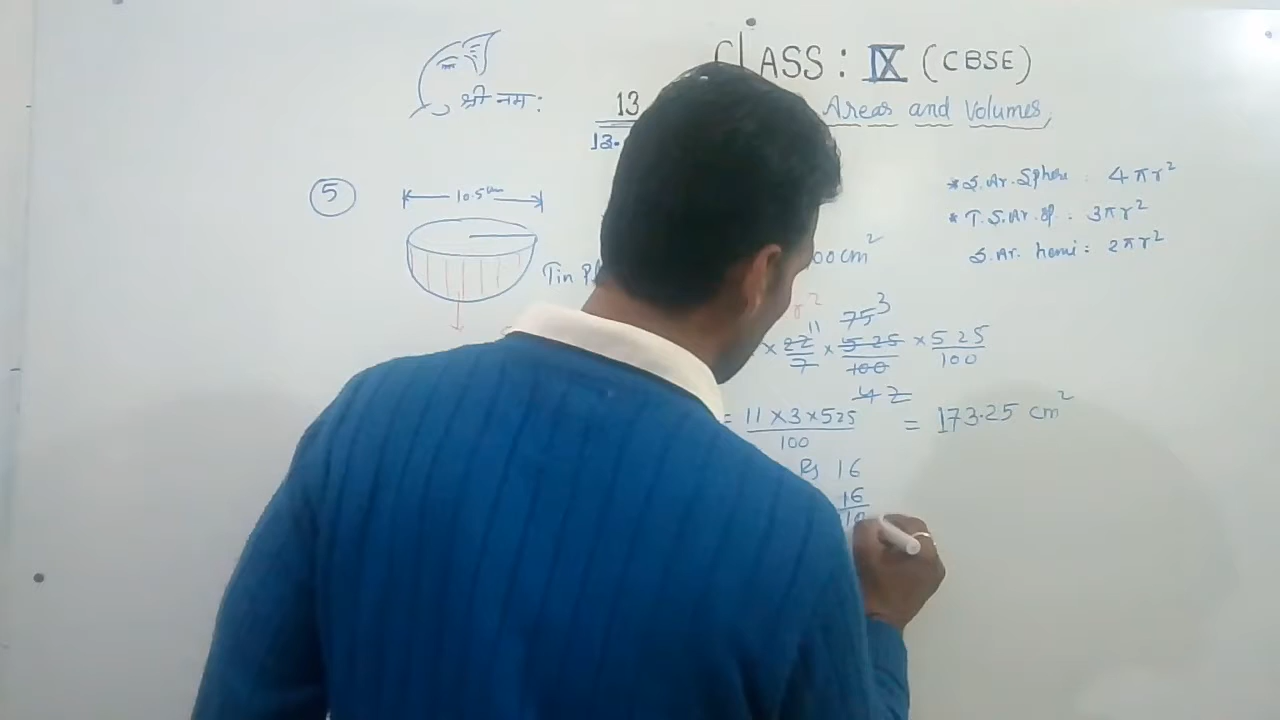 CLASS : IX (CBSE)
श्री नम :
13
Areas and Volumes,
13.
5
10.5 cm
* S. Ar. Sphere : 4πr²
* T. S. Ar. Sp. : 3πr²
S. Ar. hemi = 2πr²
00 cm²
Tin Pl
r²
11 75 3
× 22/7 × 525/100 × 525/100
42
= 11 × 3 × 525 / 100 = 173.25 cm²
Rs 16
16
10